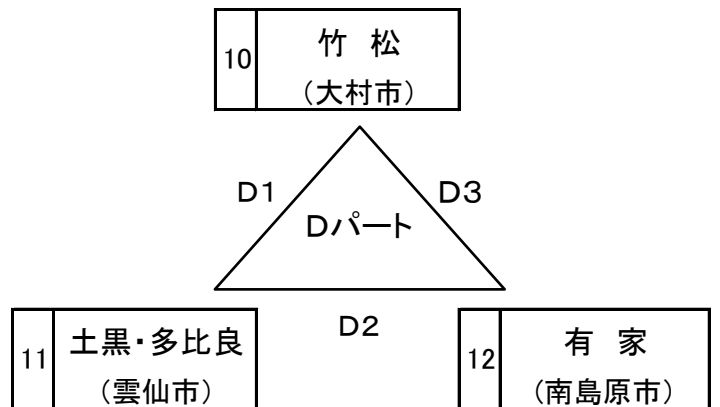 10
竹 松
(大村市)
D1
D3
Dパート
D2
11
土黒・多比良
(雲仙市)
12
有 家
(南島原市)